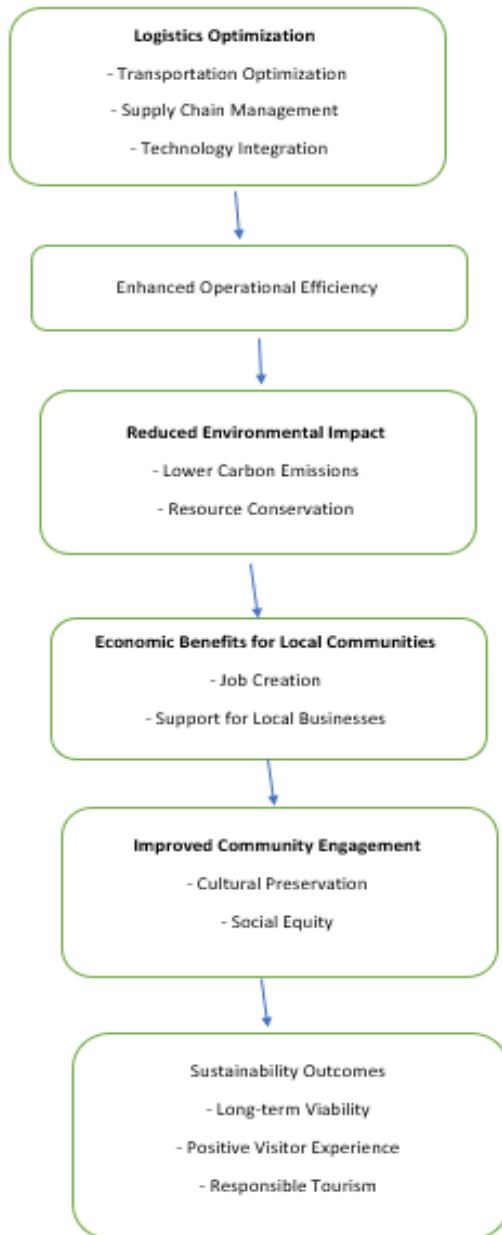 Logistics Optimization
- Transportation Optimization
- Supply Chain Management
- Technology Integration
Enhanced Operational Efficiency
Reduced Environmental Impact
- Lower Carbon Emissions
- Resource Conservation
Economic Benefits for Local Communities
- Job Creation
- Support for Local Businesses
Improved Community Engagement
- Cultural Preservation
- Social Equity
Sustainability Outcomes
- Long-term Viability
- Positive Visitor Experience
- Responsible Tourism